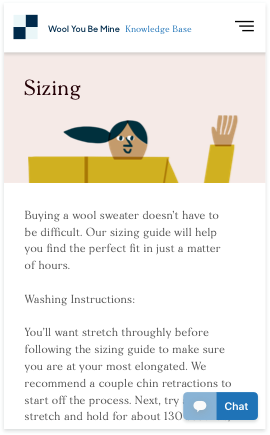 Wool You Be Mine Knowledge Base
Sizing
Buying a wool sweater doesn't have to
be difficult. Our sizing guide will help
you find the perfect fit in just a matter
of hours.
Washing Instructions:
You'll want stretch throghly before
following the sizing guide to make sure
you are at your most elongated. We
recommend a couple chin retractions to
start off the process. Next, try
stretch and hold for about 130
Chat